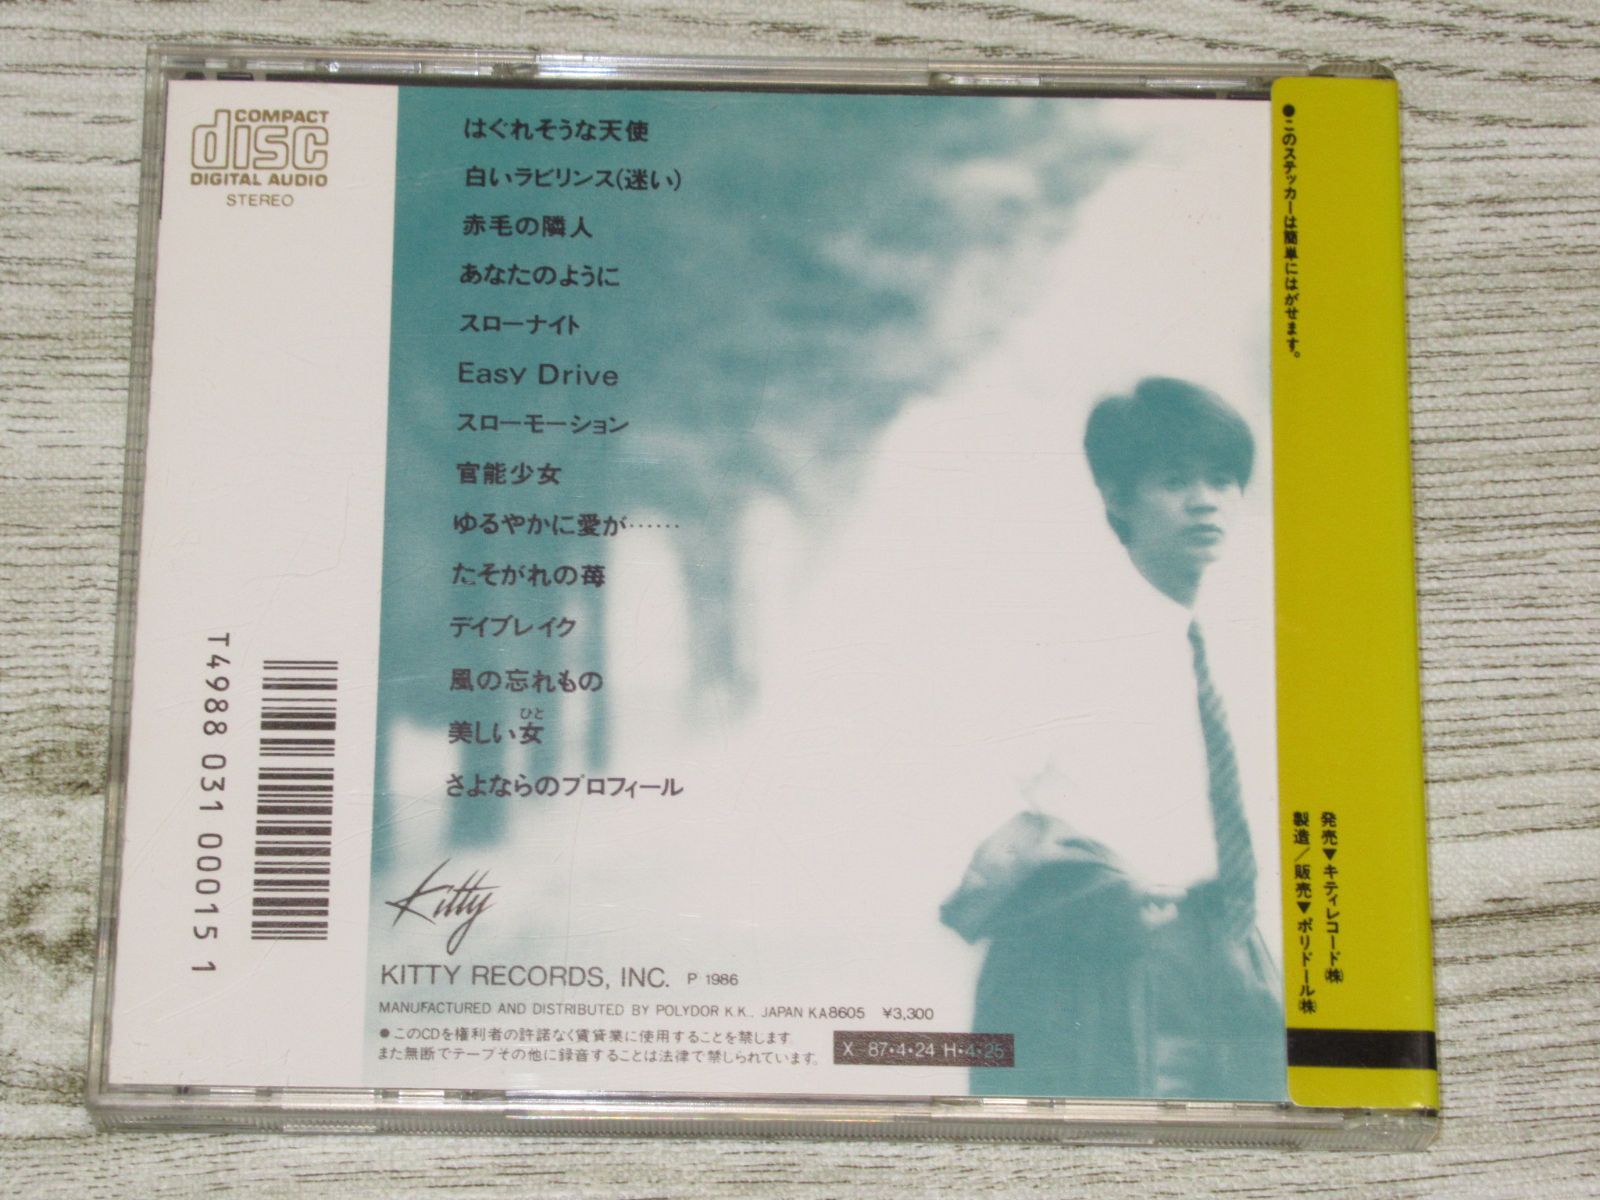 COMPACT
disc
DIGITAL AUDIO
STEREO
はぐれそうな天使
白いラビリンス(迷い)
赤毛の隣人
あなたのように
スローナイト
Easy Drive
スローモーション
官能少女
ゆるやかに愛が……
たそがれの苺
デイブレイク
風の忘れもの
美しい女
ひと
さよならのプロフィール
T4988 031 00015 1
Kitty
KITTY RECORDS, INC. P 1986
MANUFACTURED AND DISTRIBUTED BY POLYDOR K.K., JAPAN KA8605 ¥3,300
●このCDを権利者の許諾なく賃貸業に使用することを禁じます
また無断でテープその他に録音することは法律で禁じられています。
X 87・4・24 H・4・25
●このステッカーは簡単にはがせます。
発売▼キティレコード㈱
製造／販売▼ポリドール㈱